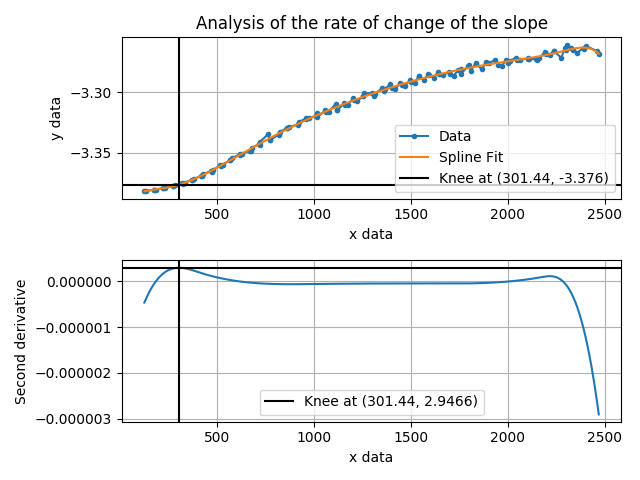 Analysis of the rate of change of the slope
y data
−3.30
−3.35
Data
Spline Fit
Knee at (301.44, -3.376)
500
1000
1500
2000
2500
x data
Second derivative
0.000000
−0.000001
−0.000002
−0.000003
Knee at (301.44, 2.9466)
500
1000
1500
2000
2500
x data